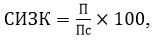 СИЗК = П/Пс × 100,